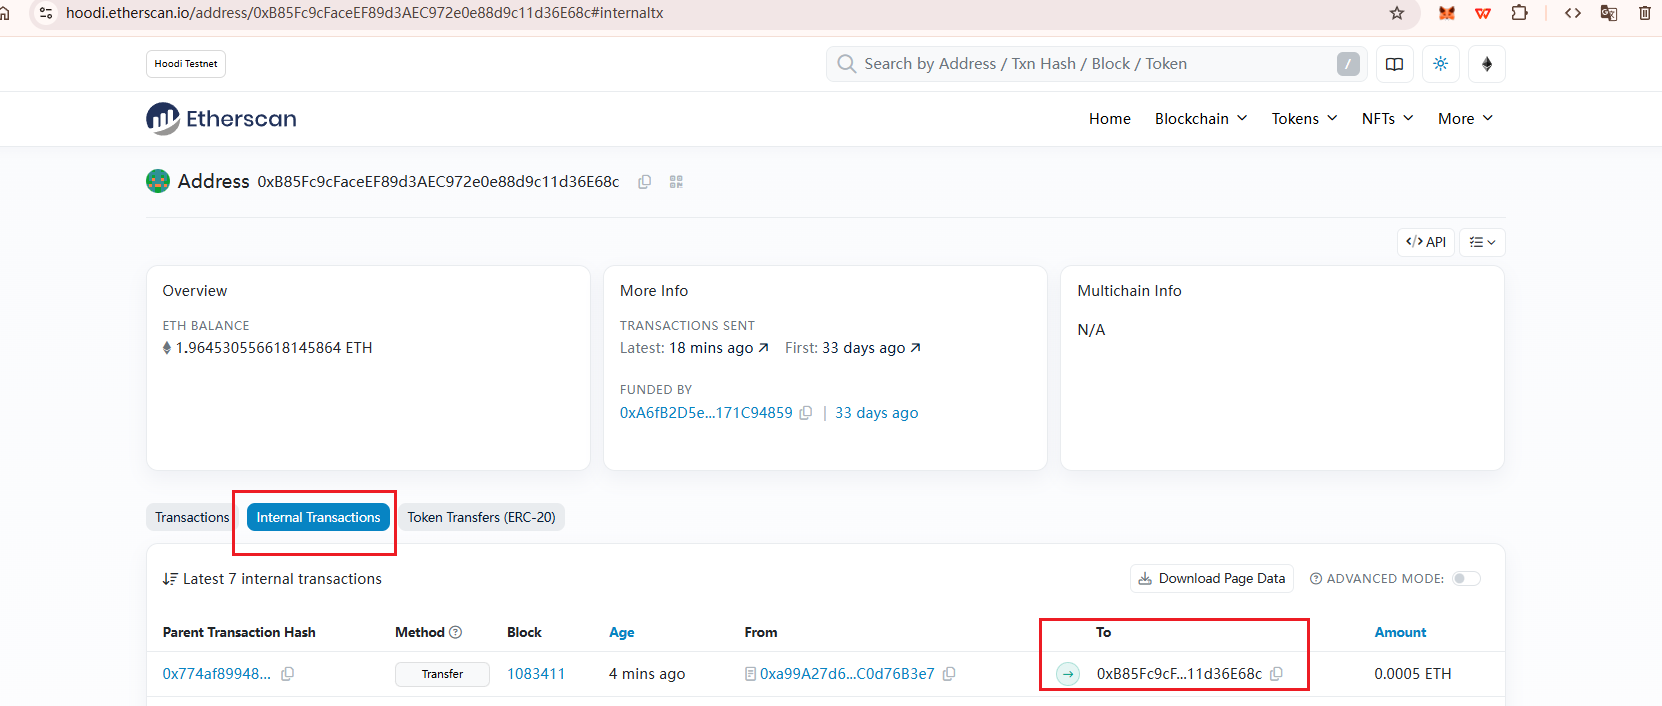 hoodi.etherscan.io/address/0xB85Fc9cFaceEF89d3AEC972e0e88d9c11d36E68c#internaltx
Hoodi Testnet
Search by Address / Txn Hash / Block / Token
/
Etherscan
Home Blockchain Tokens NFTs More
Address 0xB85Fc9cFaceEF89d3AEC972e0e88d9c11d36E68c
API
Overview
ETH BALANCE
1.964530556618145864 ETH
More Info
TRANSACTIONS SENT
Latest: 18 mins ago First: 33 days ago
FUNDED BY
0xA6fB2D5e...171C94859 | 33 days ago
Multichain Info
N/A
Transactions Internal Transactions Token Transfers (ERC-20)
Latest 7 internal transactions
Download Page Data ADVANCED MODE:
Parent Transaction Hash Method Block Age From To Amount
0x774af89948... Transfer 1083411 4 mins ago 0xa99A27d6...C0d76B3e7 0xB85Fc9cF...11d36E68c 0.0005 ETH